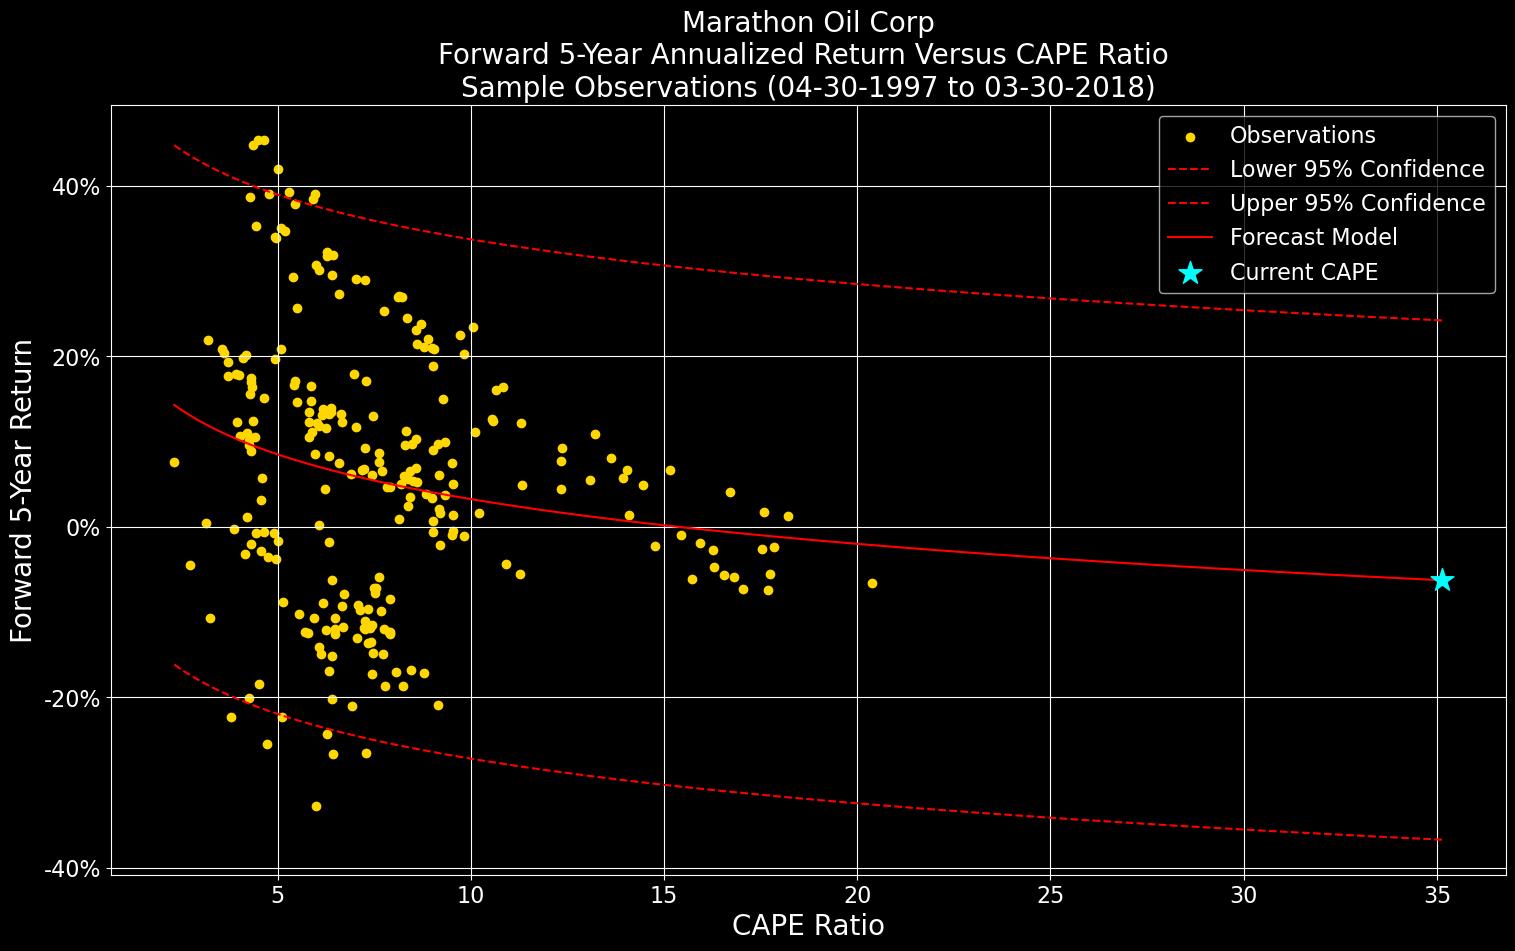 Marathon Oil Corp
Forward 5-Year Annualized Return Versus CAPE Ratio
Sample Observations (04-30-1997 to 03-30-2018)
Observations
Lower 95% Confidence
Upper 95% Confidence
Forecast Model
Current CAPE
Forward 5-Year Return
40%
20%
0%
-20%
-40%
5 10 15 20 25 30 35
CAPE Ratio